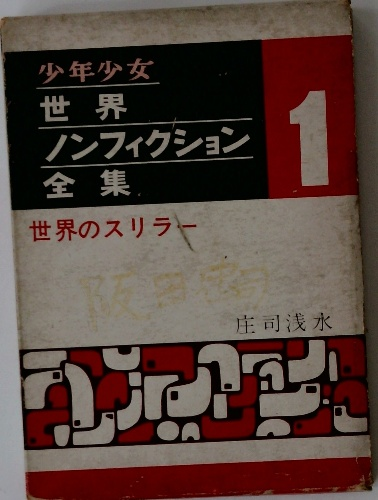 少年少女
世界
ノンフィクション
全集
1
世界のスリラー
庄司浅水